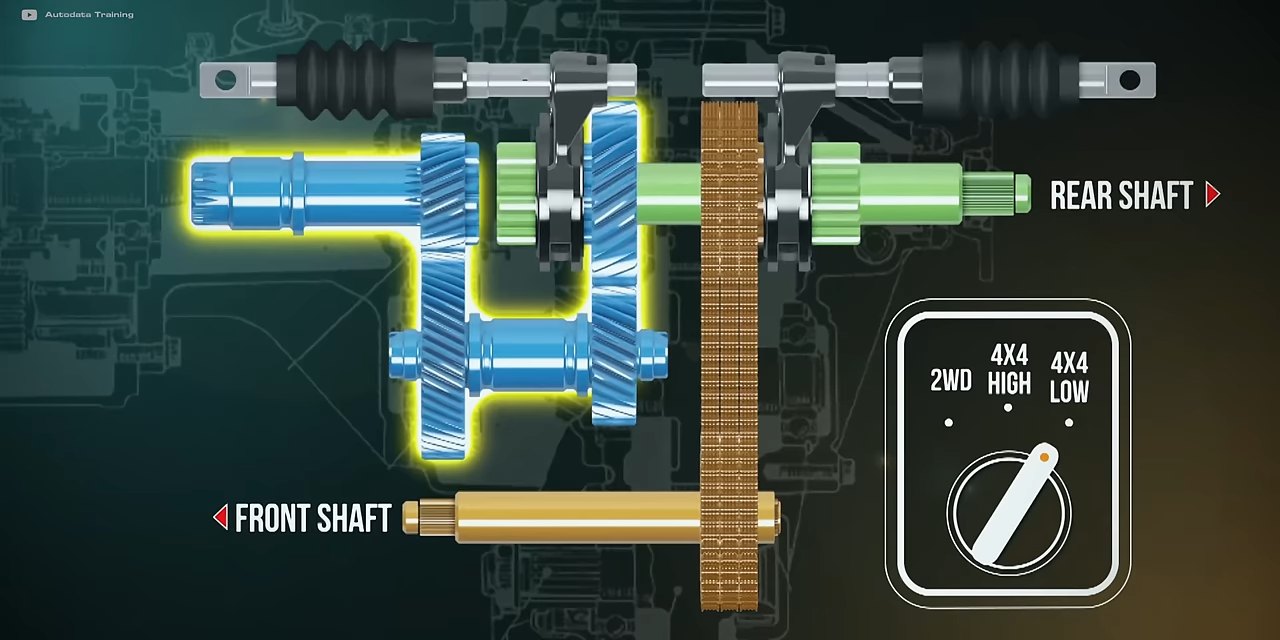 Autodata Training
REAR SHAFT
2WD
4X4
HIGH
4X4
LOW
FRONT SHAFT